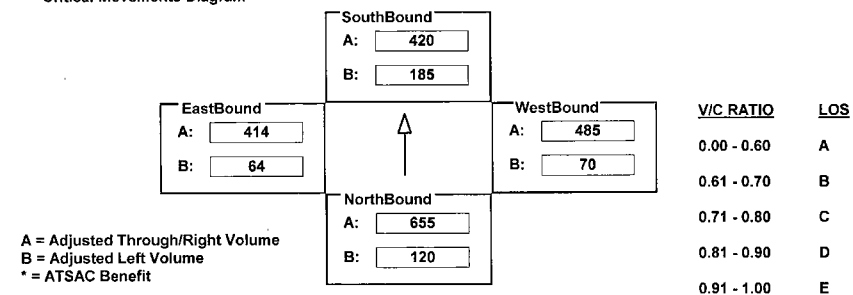 Critical Movements Diagram
SouthBound
A: 420
B: 185
EastBound
A: 414
B: 64
WestBound
A: 485
B: 70
NorthBound
A: 655
B: 120
A = Adjusted Through/Right Volume
B = Adjusted Left Volume
* = ATSAC Benefit
V/C RATIO LOS
0.00 - 0.60 A
0.61 - 0.70 B
0.71 - 0.80 C
0.81 - 0.90 D
0.91 - 1.00 E